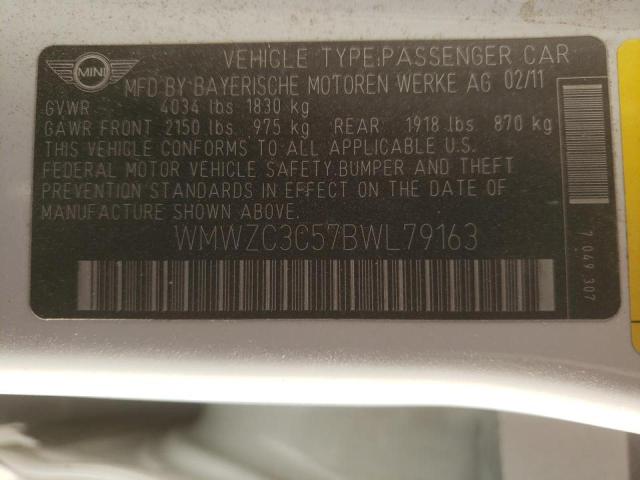 MINI
VEHICLE TYPE:PASSENGER CAR
MFD BY BAYERISCHE MOTOREN WERKE AG 02/11
GVWR 4034 lbs 1830 kg
GAWR FRONT 2150 lbs 975 kg REAR 1918 lbs 870 kg
THIS VEHICLE CONFORMS TO ALL APPLICABLE U.S.
FEDERAL MOTOR VEHICLE SAFETY,BUMPER AND THEFT
PREVENTION STANDARDS IN EFFECT ON THE DATE OF
MANUFACTURE SHOWN ABOVE.
WMWZC3C57BWL79163
7 049 307